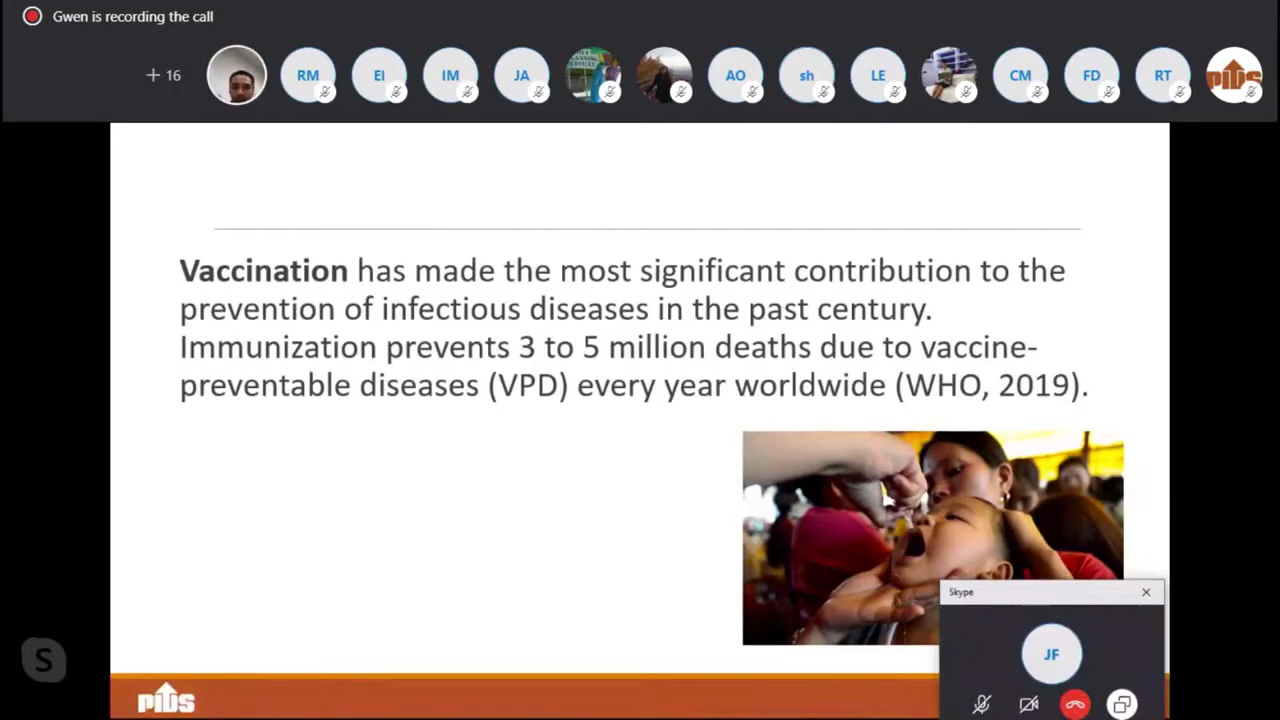 Gwen is recording the call
+ 16
RM
EI
IM
JA
AO
sh
LE
CM
FD
RT
Vaccination has made the most significant contribution to the
prevention of infectious diseases in the past century.
Immunization prevents 3 to 5 million deaths due to vaccine-
preventable diseases (VPD) every year worldwide (WHO, 2019).
Skype
JF
S